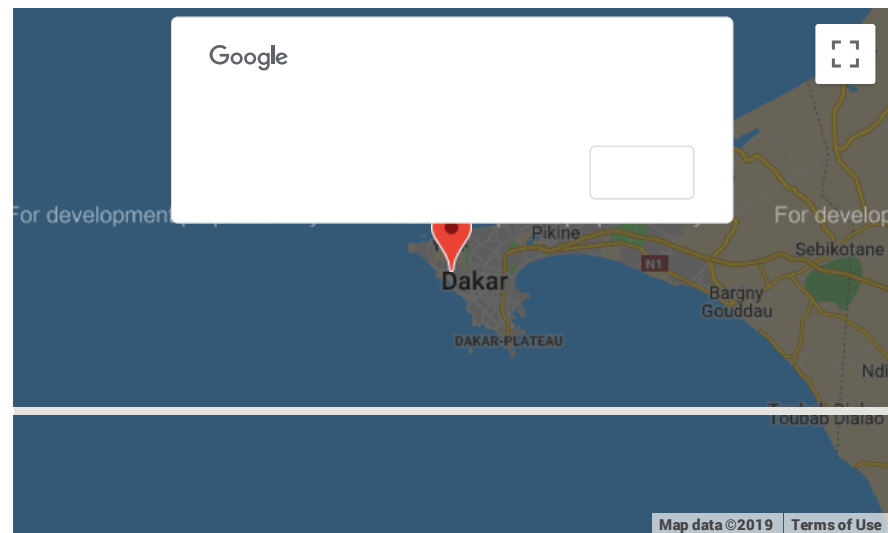 Google
For development
For develop
Pikine
Sebikotane
N1
Dakar
Bargny
Gouddau
DAKAR-PLATEAU
Ndi
Toubab Dialao
Map data ©2019
Terms of Use